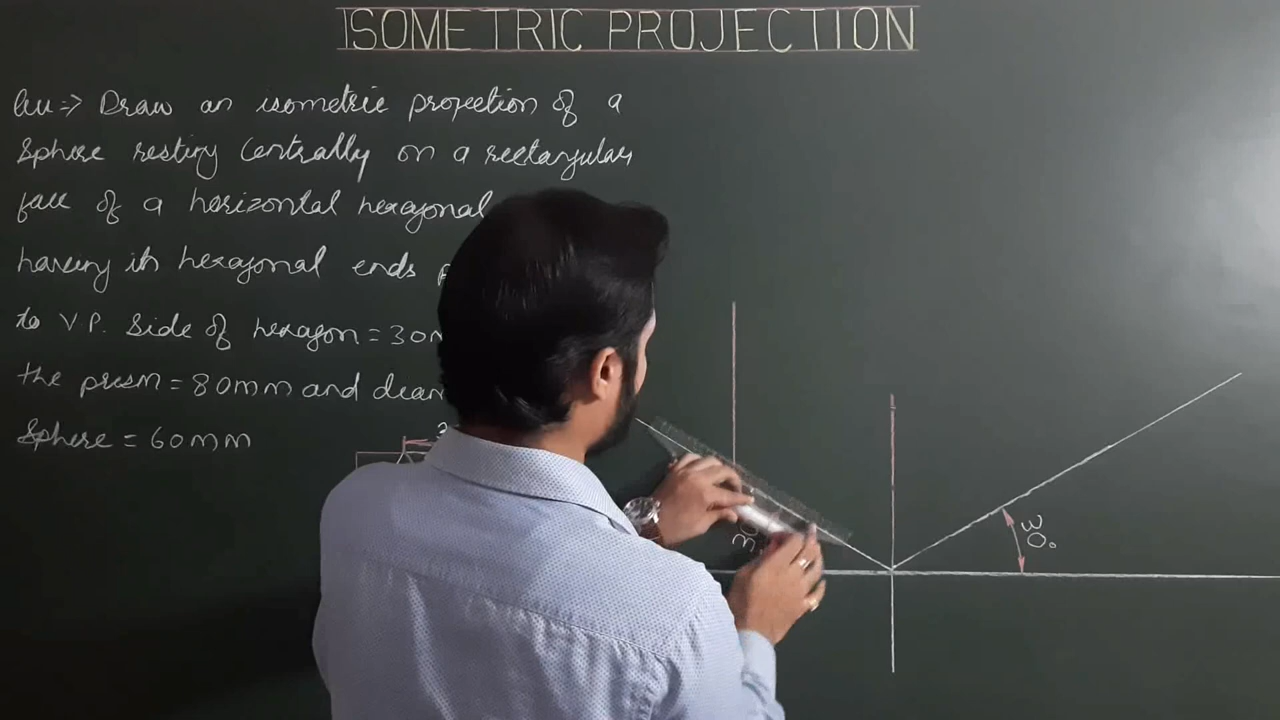 ISOMETRIC PROJECTION
Qu => Draw an isometric projection of a
Sphere resting Centrally on a rectangular
face of a horizontal hexagonal
having its hexagonal ends
to V P. Side of hexagon = 30
the prism = 80mm and
Sphere = 60mm
30°